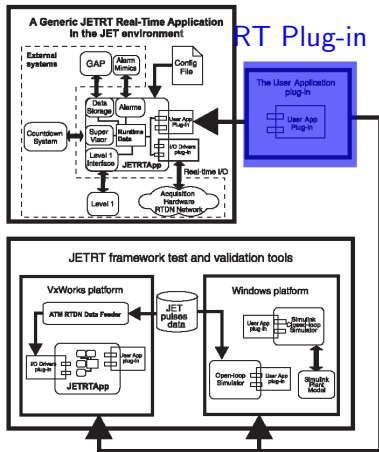 A Generic JETRT Real-Time Application
in the JET environment
RT Plug-in
External
systems
GAP
Alarm
Mimics
Config
File
Data
Storage
Alarms
Countdown
System
Super
Visor
Runtime
Data
User App
Plug-in
Level 1
Interface
I/O Drivers
plug-in
JETRTApp
Real-time I/O
Level 1
Acquisition
Hardware
RTDN Network
The User Application
plug-in
User App
Plug-in
JETRT framework test and validation tools
VxWorks platform
ATM RTDN Data Feeder
I/O Drivers
plug-in
User App
plug-in
JETRTApp
JET
pulses
data
Windows platform
User App
plug-in
Simulink
Closed-loop
Simulator
Open-loop
Simulator
User App
plug-in
Simulink
Plant
Model